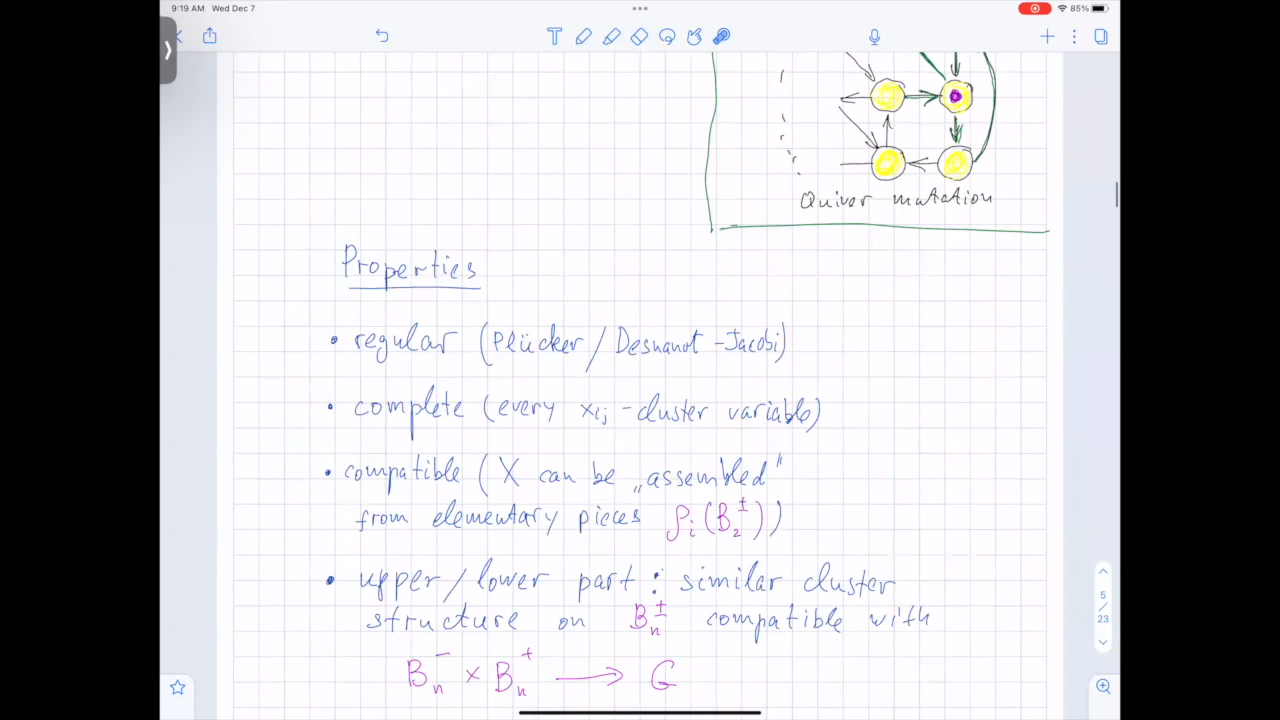 9:19 AM Wed Dec 7
85%
Quiver mutation
Properties
• regular (Plücker / Desnanot -Jacobi)
• complete (every xij -cluster variable)
• compatible ( X can be „assembled"
from elementary pieces ρi(B2±))
• upper / lower part : similar cluster
structure on Bn± compatible with
Bn− × Bn+ ⟶ G
5
/
23